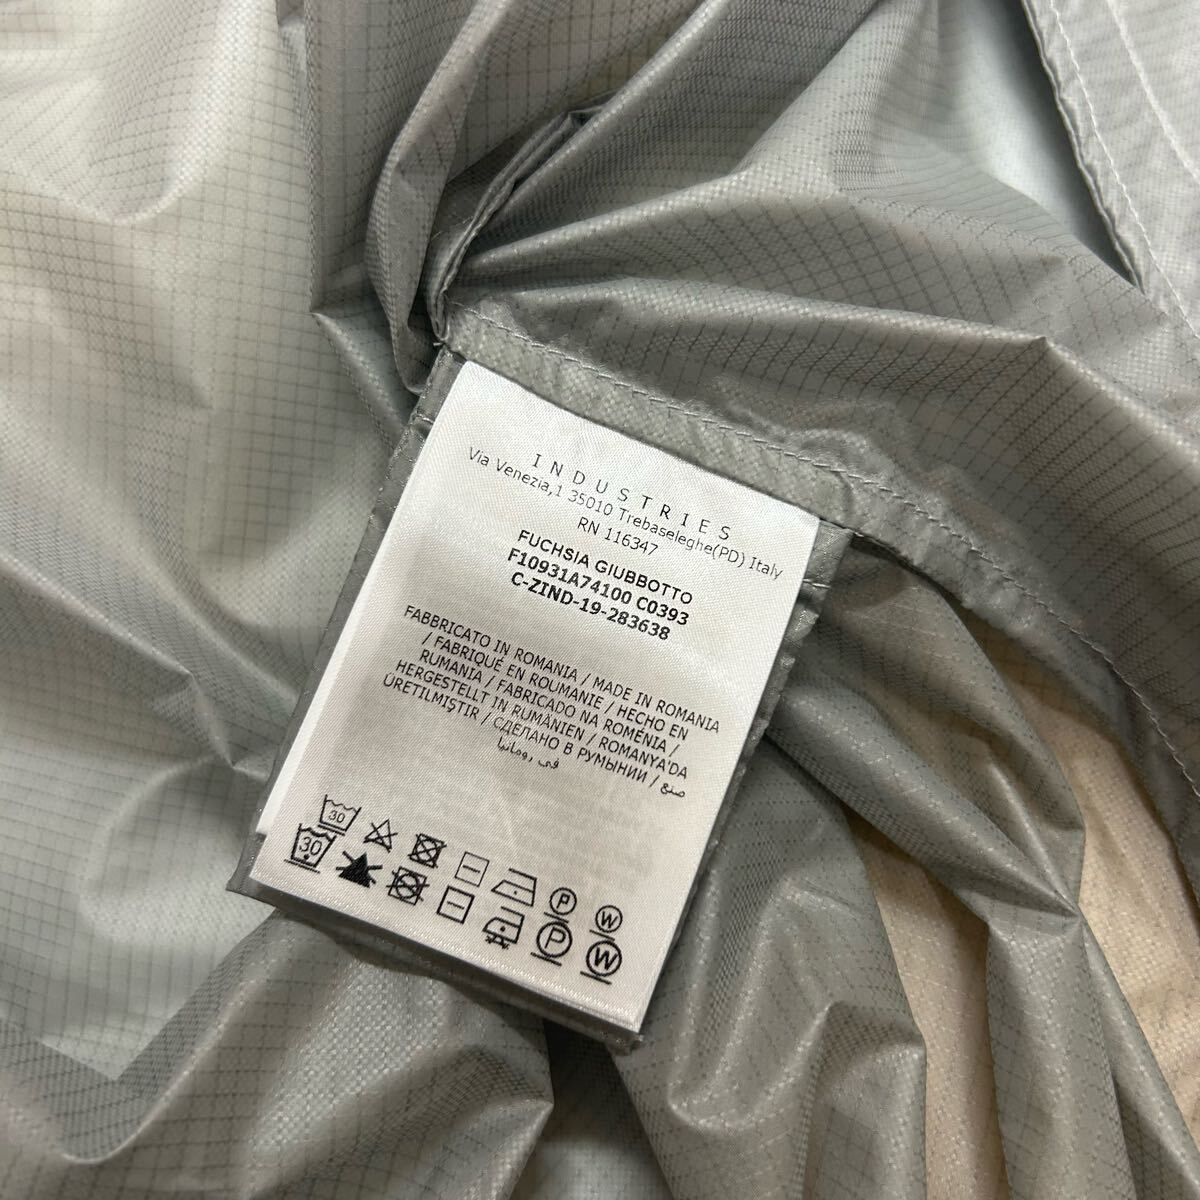 INDUSTRIES
Via Venezia,1 35010 Trebaseleghe(PD) Italy
RN 116347
FUCHSIA GIUBBOTTO
F10931A74100 C0393
C-ZIND-19-283638
FABBRICATO IN ROMANIA / MADE IN ROMANIA
/ FABRIQUÉ EN ROUMANIE / HECHO EN
RUMANIA / FABRICADO NA ROMÉNIA /
HERGESTELLT IN RUMÄNIEN / ROMANYA'DA
ÜRETILMIŞTIR / СДЕЛАНО В РУМЫНИИ / صنع
في رومانيا
30 P W
30 P W